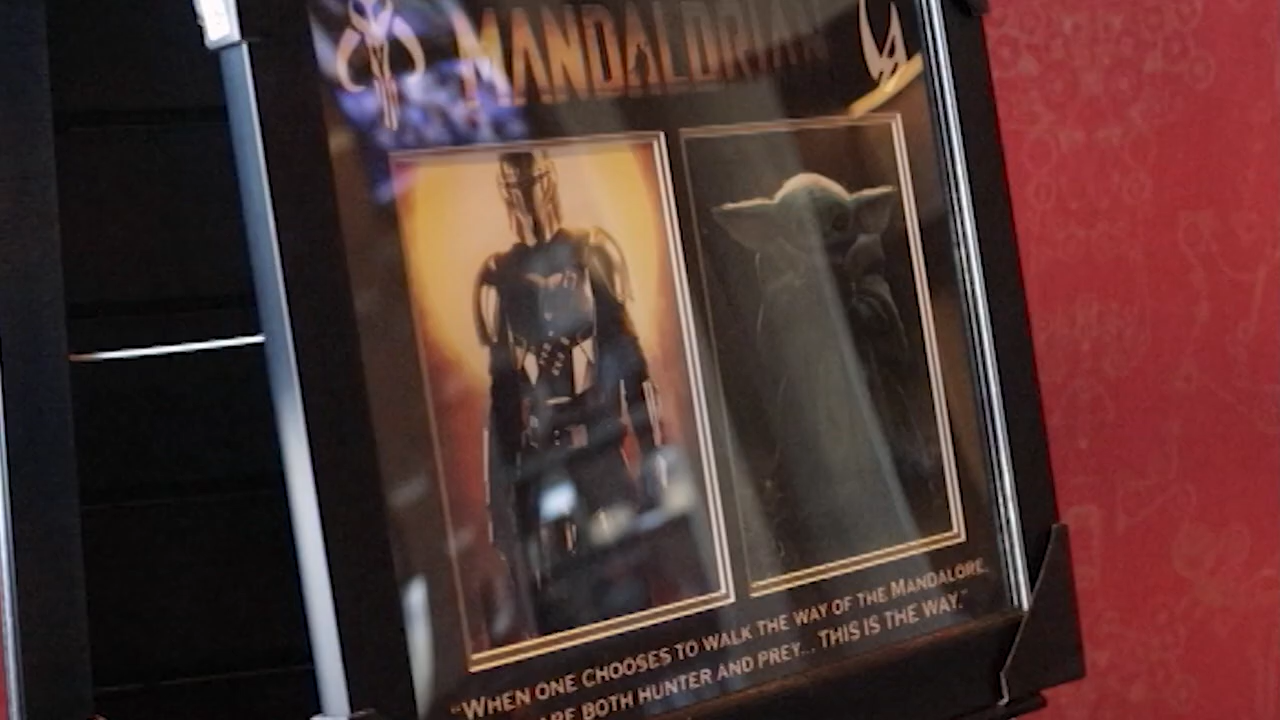 MANDALORIAN
"WHEN ONE CHOOSES TO WALK THE WAY OF THE MANDALORE,
ARE BOTH HUNTER AND PREY... THIS IS THE WAY."